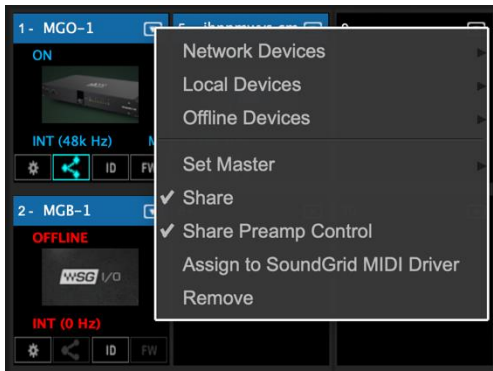 1 - MGO-1
ON
INT (48k Hz)
ID
FW
2 - MGB-1
OFFLINE
WSG I/O
INT (0 Hz)
ID
FW
Network Devices
Local Devices
Offline Devices
Set Master
Share
Share Preamp Control
Assign to SoundGrid MIDI Driver
Remove